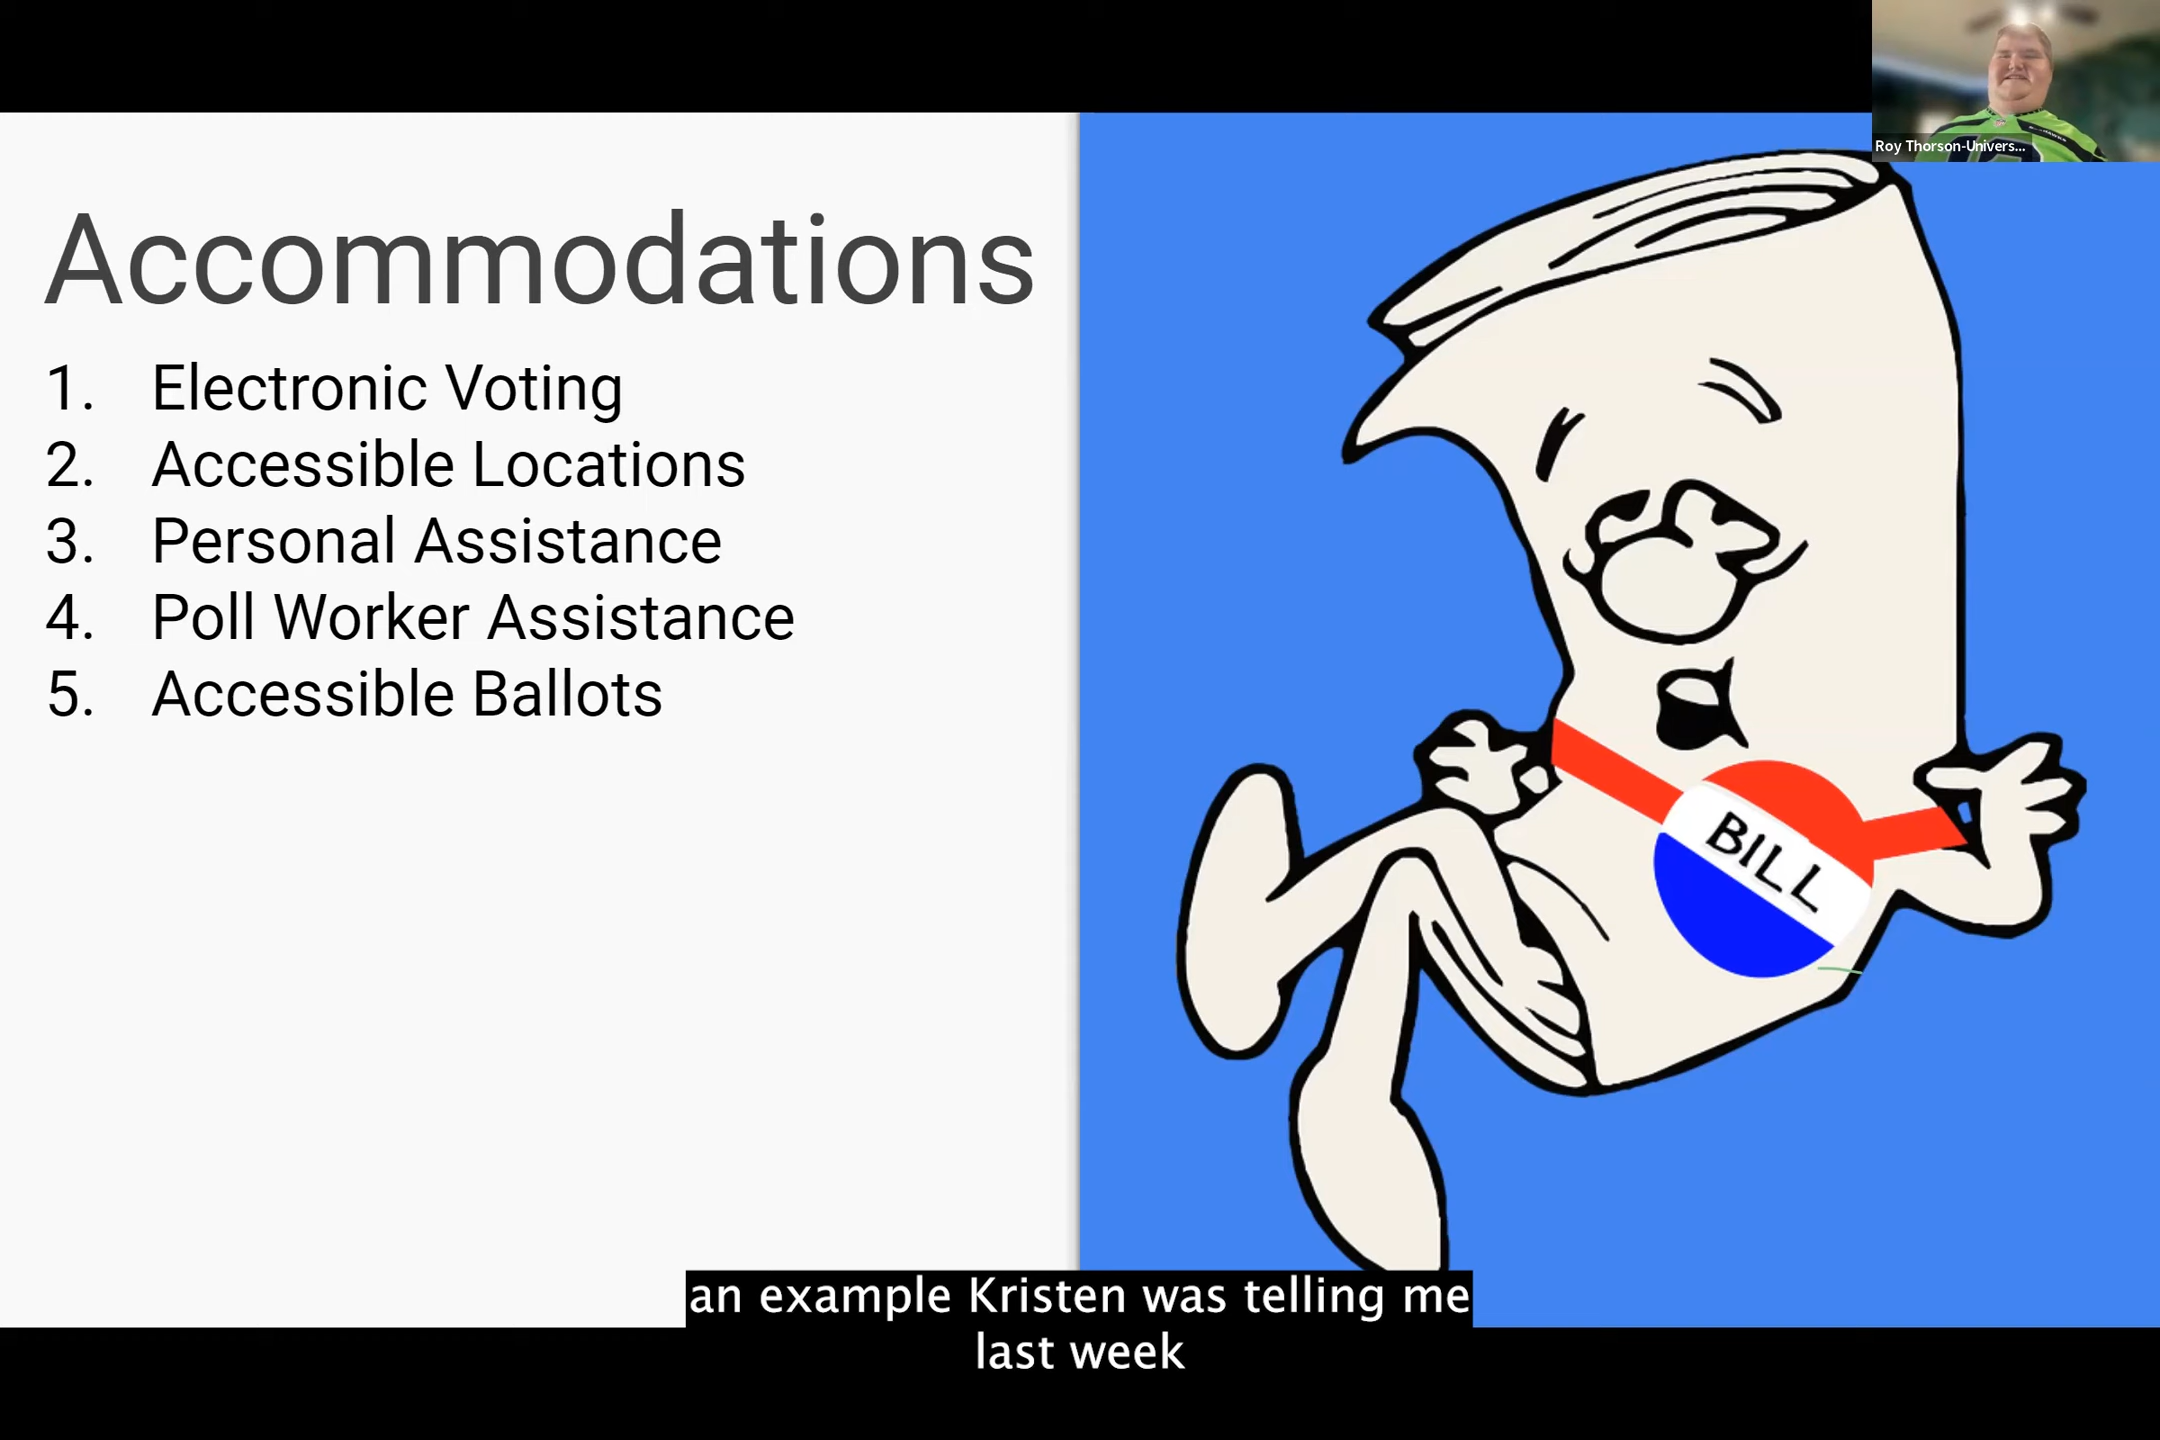 Roy Thorson-Univers...
Accommodations
1. Electronic Voting
2. Accessible Locations
3. Personal Assistance
4. Poll Worker Assistance
5. Accessible Ballots
BILL
an example Kristen was telling me
last week